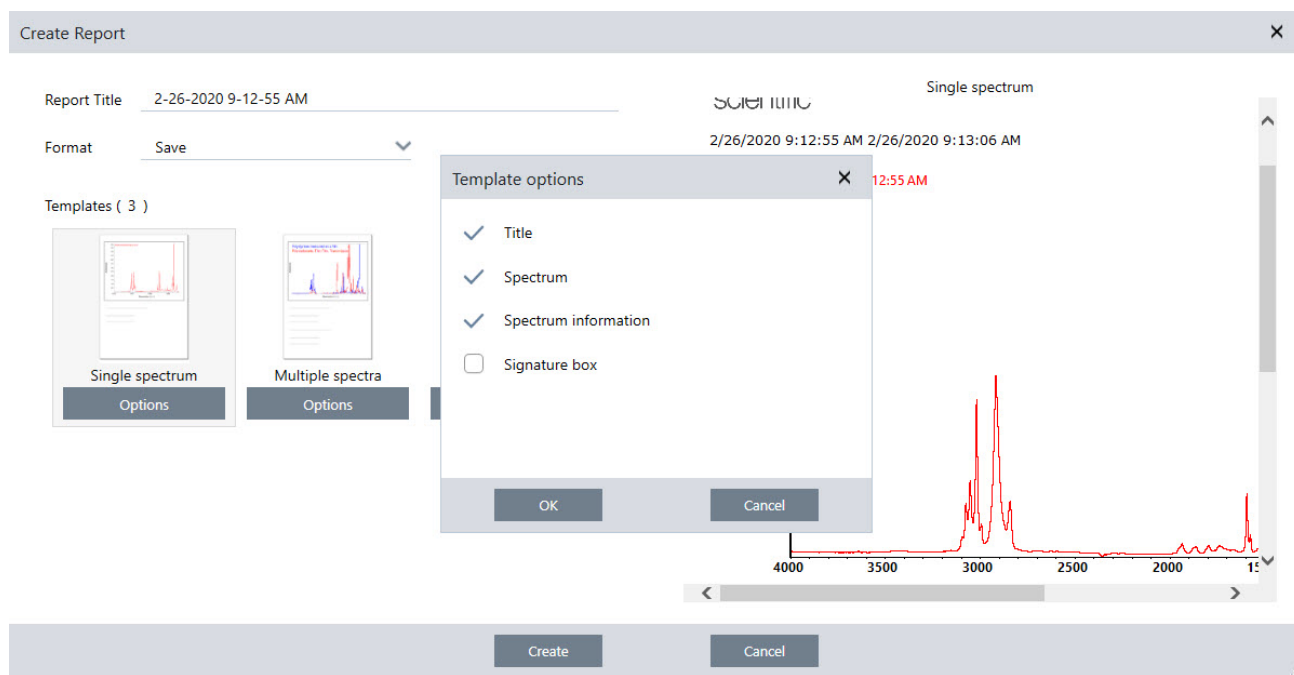 Create Report
Report Title 2-26-2020 9-12-55 AM
Format Save
Templates ( 3 )
Single spectrum
Options
Multiple spectra
Options
Template options
Title
Spectrum
Spectrum information
Signature box
OK Cancel
Single spectrum
scientific
2/26/2020 9:12:55 AM 2/26/2020 9:13:06 AM
12:55 AM
4000 3500 3000 2500 2000
Create Cancel